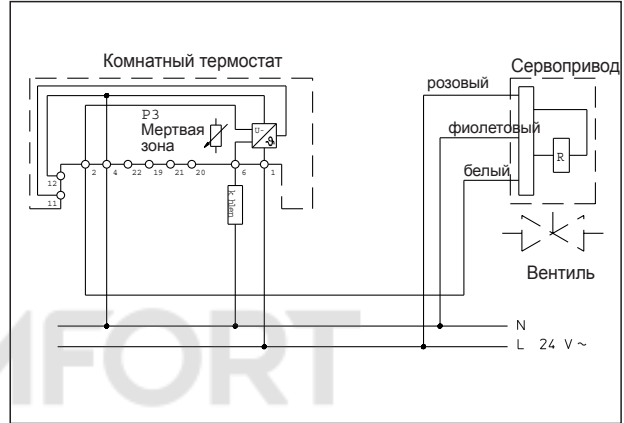 Комнатный термостат
Сервопривод
розовый
P3
Мертвая
зона
U~
фиолетовый
R
белый
2 4 22 19 21 20 6 1
12
11
Вентиль
N
L 24 V ~
MFORT